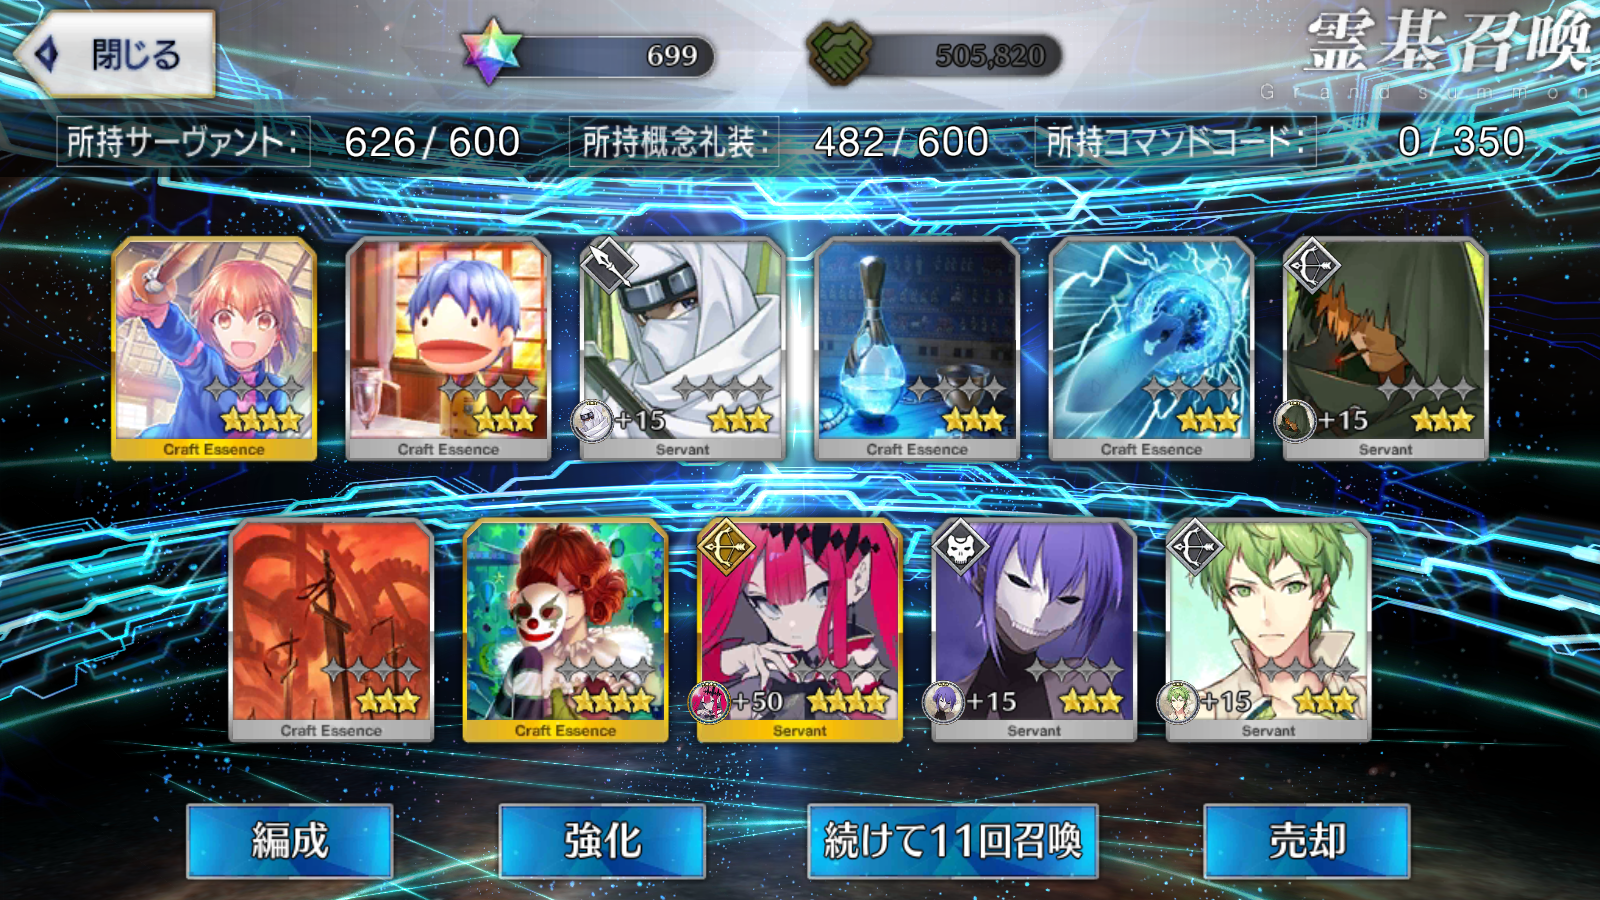 閉じる
699
505,820
霊基召喚
Grand summon
所持サーヴァント: 626 / 600
所持概念礼装: 482 / 600
所持コマンドコード: 0 / 350
Craft Essence
Craft Essence
+15
Servant
Craft Essence
Craft Essence
+15
Servant
Craft Essence
Craft Essence
+50
Servant
+15
Servant
+15
Servant
編成
強化
続けて11回召喚
売却